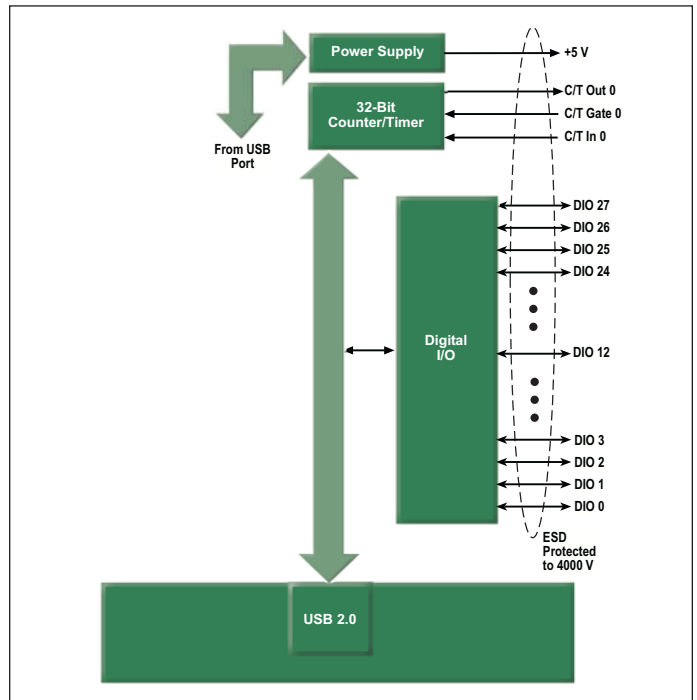 Power Supply
+5 V
32-Bit
Counter/Timer
C/T Out 0
C/T Gate 0
C/T In 0
From USB
Port
DIO 27
DIO 26
DIO 25
DIO 24
Digital
I/O
DIO 12
DIO 3
DIO 2
DIO 1
DIO 0
ESD
Protected
to 4000 V
USB 2.0